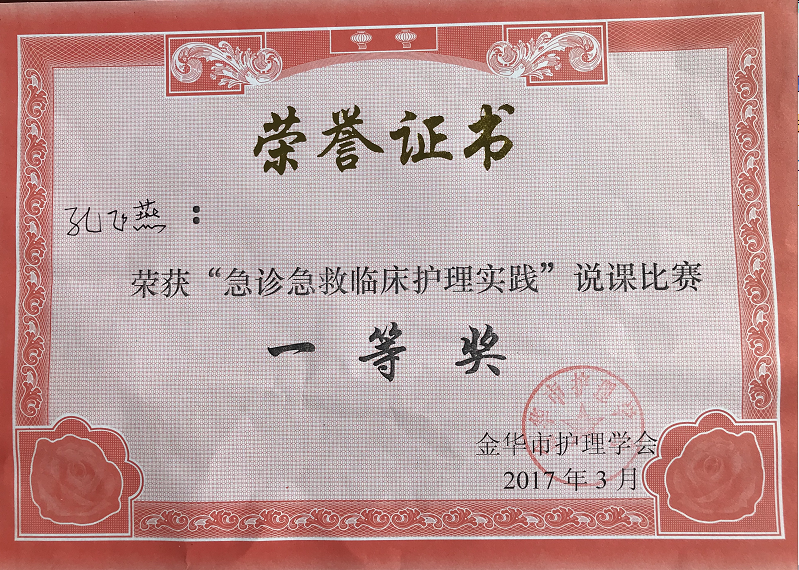 荣誉证书
孔飞燕：
荣获“急诊急救临床护理实践”说课比赛
一等奖
金华市护理学会
2017年3月